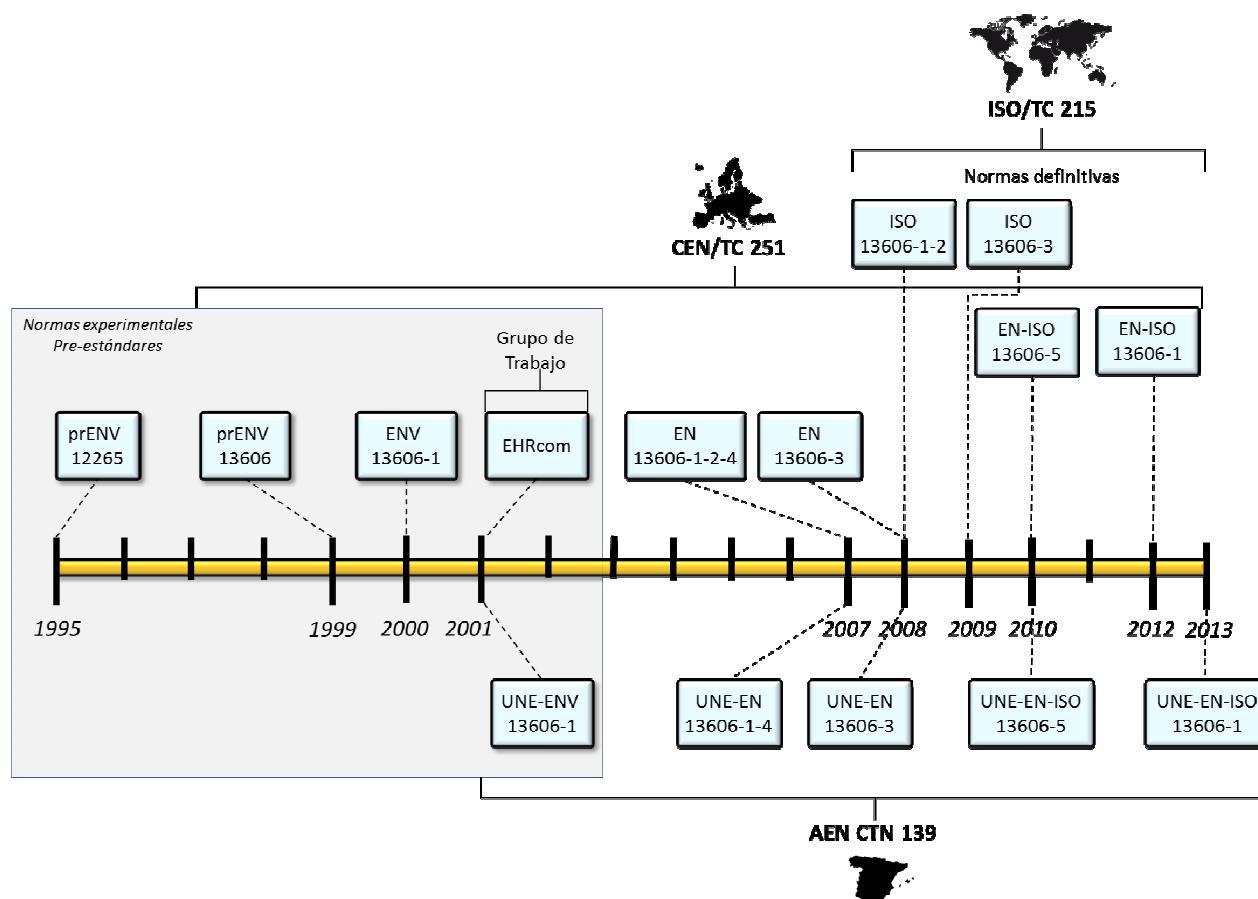 ISO/TC 215
Normas definitivas
ISO
13606-1-2
ISO
13606-3
CEN/TC 251
Normas experimentales
Pre-estándares
Grupo de
Trabajo
EN-ISO
13606-5
EN-ISO
13606-1
prENV
12265
prENV
13606
ENV
13606-1
EHRcom
EN
13606-1-2-4
EN
13606-3
1995
1999
2000
2001
2007
2008
2009
2010
2012
2013
UNE-ENV
13606-1
UNE-EN
13606-1-4
UNE-EN
13606-3
UNE-EN-ISO
13606-5
UNE-EN-ISO
13606-1
AEN CTN 139